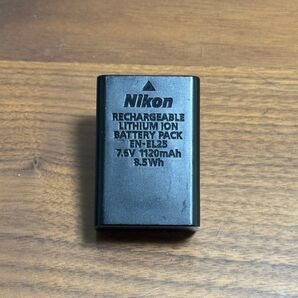 Nikon
RECHARGEABLE
LITHIUM ION
BATTERY PACK
EN-EL25
7.6V 1120mAh
8.5Wh